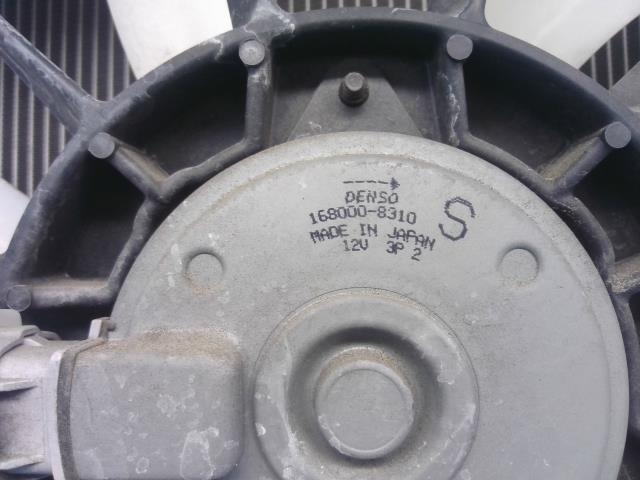 DENSO
168000-8310
MADE IN JAPAN
12V 3P 2
S